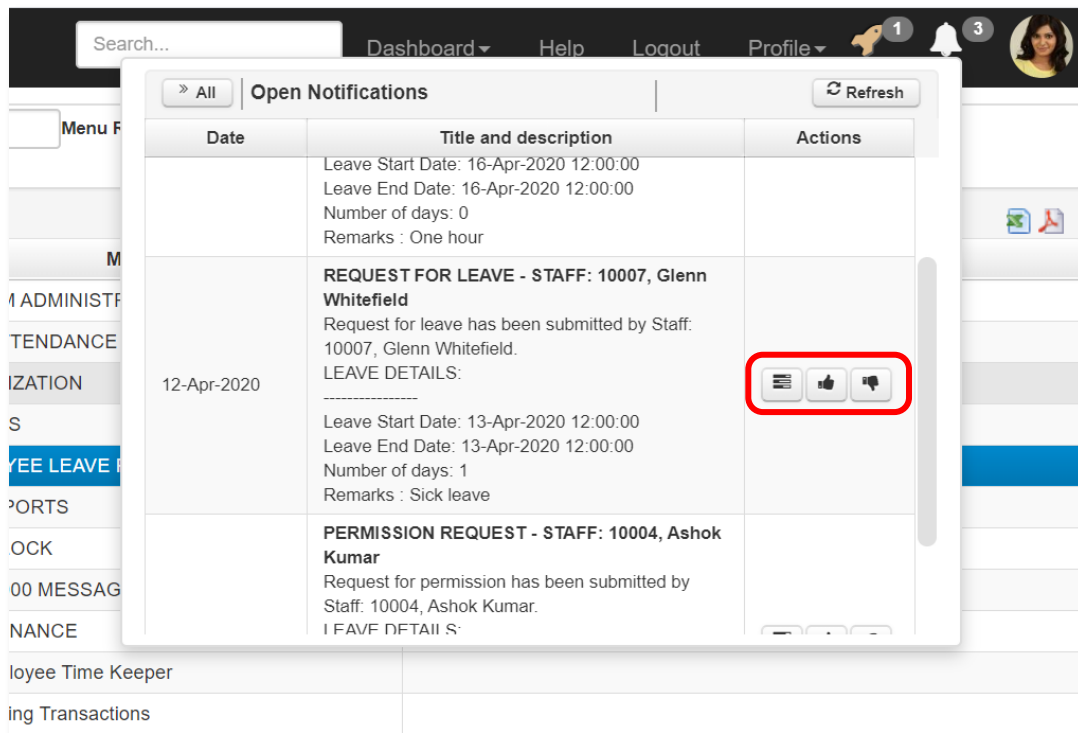 Search...
Dashboard
Help
Logout
Profile
1
3
All
Open Notifications
Refresh
Menu R
Date
Title and description
Actions
Leave Start Date: 16-Apr-2020 12:00:00
Leave End Date: 16-Apr-2020 12:00:00
Number of days: 0
Remarks : One hour
M
REQUEST FOR LEAVE - STAFF: 10007, Glenn
Whitefield
Request for leave has been submitted by Staff:
10007, Glenn Whitefield.
LEAVE DETAILS:
----------------
Leave Start Date: 13-Apr-2020 12:00:00
Leave End Date: 13-Apr-2020 12:00:00
Number of days: 1
Remarks : Sick leave
12-Apr-2020
PERMISSION REQUEST - STAFF: 10004, Ashok
Kumar
Request for permission has been submitted by
Staff: 10004, Ashok Kumar.
LEAVE DETAILS:
M ADMINISTR
TTENDANCE
IZATION
S
YEE LEAVE
PORTS
LOCK
00 MESSAG
NANCE
loyee Time Keeper
ing Transactions